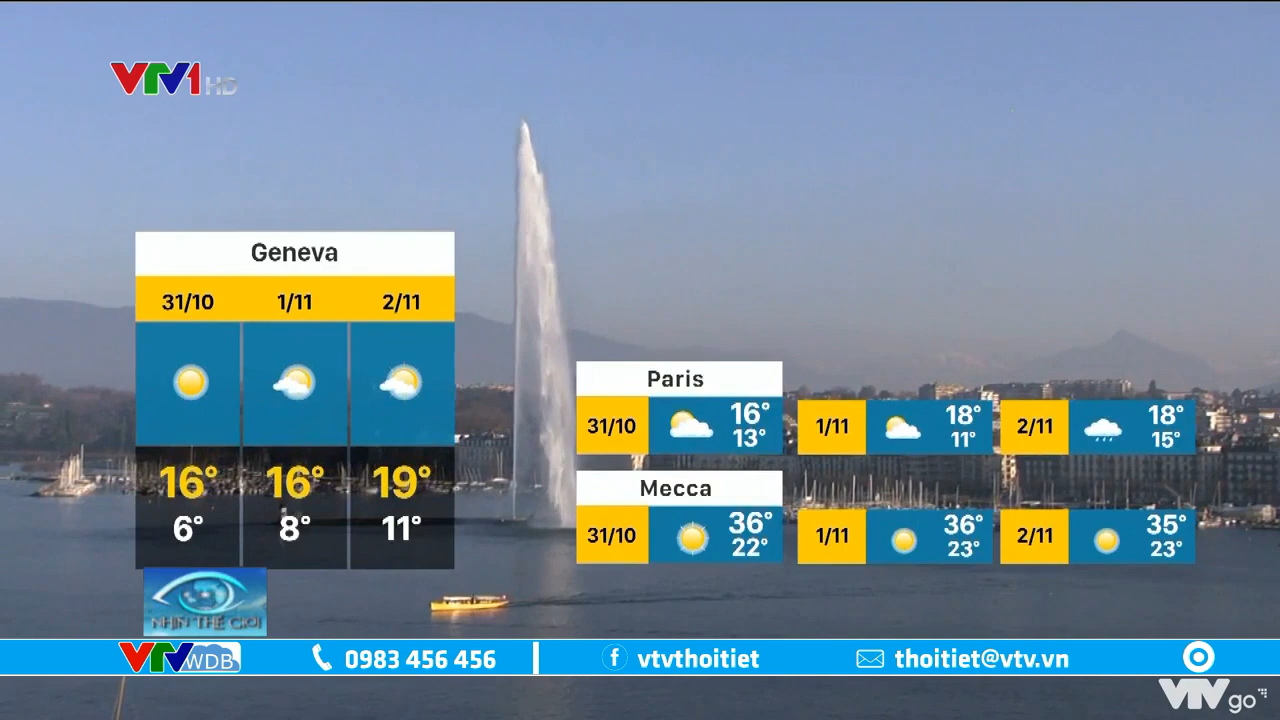 VTV1 HD
Geneva
31/10 1/11 2/11
16° 16° 19°
6° 8° 11°
Paris
31/10 16° 13° 1/11 18° 11° 2/11 18° 15°
Mecca
31/10 36° 22° 1/11 36° 23° 2/11 35° 23°
NHÌN THẾ GIỚI
VTV WDB 0983 456 456 f vtvthoitiet thoitiet@vtv.vn
VTV go